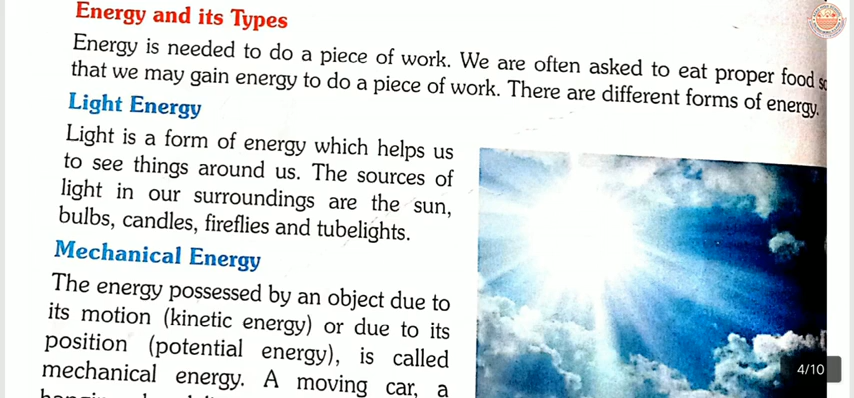 Energy and its Types
Energy is needed to do a piece of work. We are often asked to eat proper food so
that we may gain energy to do a piece of work. There are different forms of energy.
Light Energy
Light is a form of energy which helps us
to see things around us. The sources of
light in our surroundings are the sun,
bulbs, candles, fireflies and tubelights.
Mechanical Energy
The energy possessed by an object due to
its motion (kinetic energy) or due to its
position (potential energy), is called
mechanical energy. A moving car, a
4/10